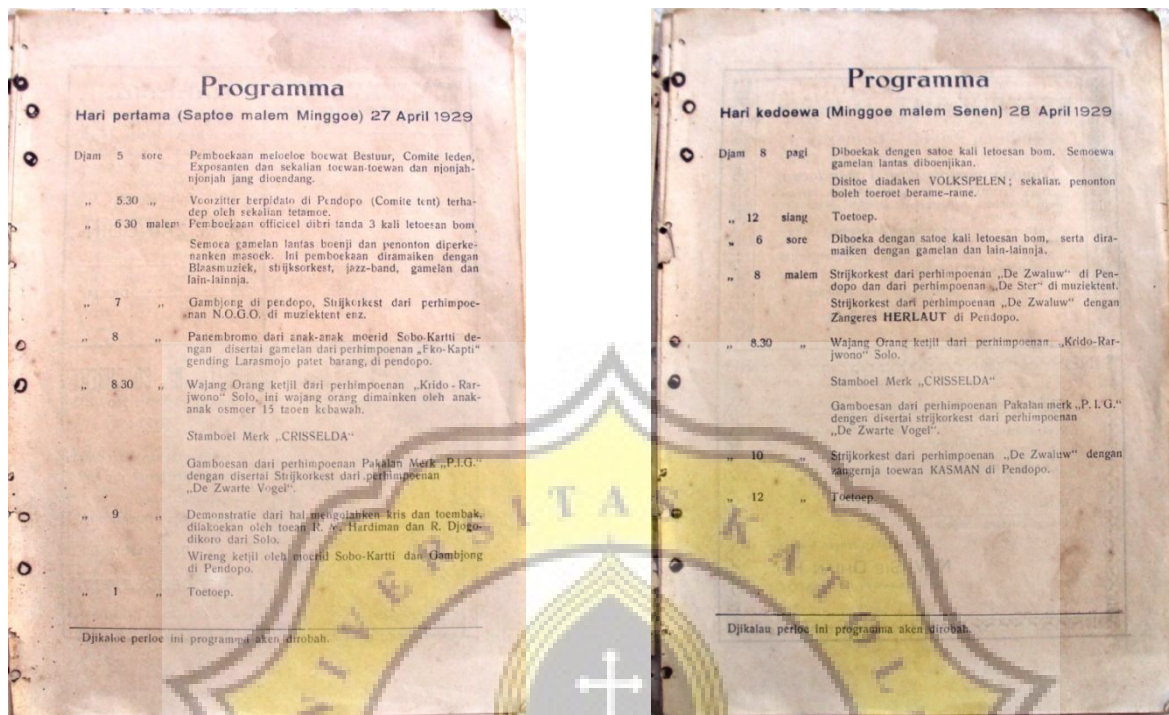 Programma
Hari pertama (Saptoe malem Minggoe) 27 April 1929
Djam 5 sore Pemboekaan meloeloe boewat Bestuur, Comite leden,
Exposanten dan sekalian toewan-toewan dan njonjah-
njonjah jang dioendang.
„ 5.30 „ Voorzitter berpidato di Pendopo (Comite tent) terha-
dep oleh sekalian tetamoe.
„ 6 30 malem Pemboekaan officieel dibri tanda 3 kali letoesan bom
Semoea gamelan lantas boenji dan penonton diperke-
nanken masoek. Ini pemboekaan diramaiken dengan
Blaasmuziek, strijksorkest, jazz-band, gamelan dan
lain-lainnja.
„ 7 „ Gambjong di pendopo, Strijkorkest dari perhimpoe-
nan N.O.G.O. di muziektent enz.
„ 8 „ Panembromo dari anak-anak moerid Sobo-Kartti de-
ngan disertai gamelan dari perhimpoenan „Eko-Kapti“
gending Larasmojo patet barang, di pendopo.
„ 8 30 „ Wajang Orang ketjil dari perhimpoenan „Krido - Rar-
jwono“ Solo, ini wajang orang dimainken oleh anak-
anak osmoer 15 taoen kebawah.
Stamboel Merk „CRISSELDA“
Gamboesan dari perhimpoenan Pakalan Merk „P.I.G.“
dengan disertai Strijkorkest dari perhimpoenan
„De Zwarte Vogel“.
„ 9 „ Demonstratie dari hal mengolahken kris dan toembak,
dilakoekan oleh toean R. M. Hardiman dan R. Djogo-
dikoro dari Solo.
Wireng ketjil oleh moerid Sobo-Kartti dan Gambjong
di Pendopo.
„ 1 „ Toetoep.
Djikaloe perloe ini programma aken dirobah.
Programma
Hari kedoewa (Minggoe malem Senen) 28 April 1929
Djam 8 pagi Diboekak dengen satoe kali letoesan bom. Semoewa
gamelan lantas diboenjikan.
Disitoe diadaken VOLKSPELEN; sekalian penonton
boleh toeroet berame-rame.
„ 12 siang Toetoep.
„ 6 sore Diboeka dengan satoe kali letoesan bom, serta dira-
maiken dengan gamelan dan lain-lainnja.
„ 8 malem Strijkorkest dari perhimpoenan „De Zwaluw“ di Pen-
dopo dan dari perhimpoenan „De Ster“ di muziektent.
Strijkorkest dari perhimpoenan „De Zwaluw“ dengan
Zangeres HERLAUT di Pendopo.
„ 8.30 „ Wajang Orang ketjil dari perhimpoenan „Krido-Rar-
jwono“ Solo.
Stamboel Merk „CRISSELDA“
Gamboesan dari perhimpoenan Pakalan merk „P.I.G.“
dengen disertai strijkorkest dari perhimpoenan
„De Zwarte Vogel“.
„ 10 „ Strijkorkest dari perhimpoenan „De Zwaluw“ dengan
zangernja toewan KASMAN di Pendopo.
„ 12 „ Toetoep
Djikalau perloe ini programma aken dirobah.
UNIVERSITAS KATOL